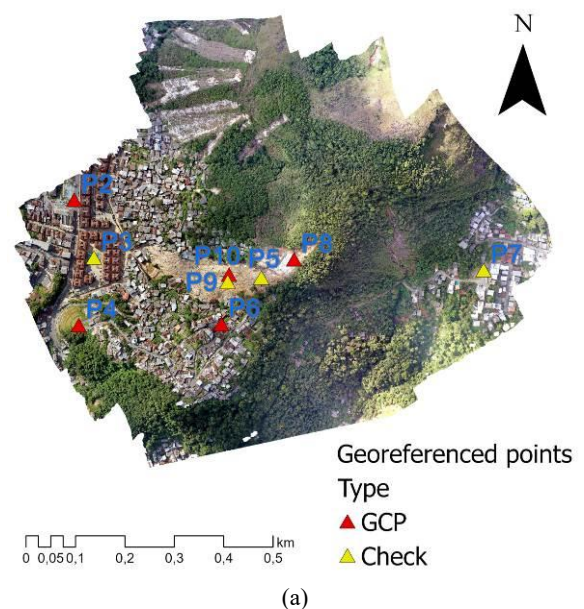 N
P2
P3
P10
P5
P8
P7
P9
P4
P6
Georeferenced points
Type
GCP
Check
km
0 0,05 0,1 0,2 0,3 0,4 0,5
(a)